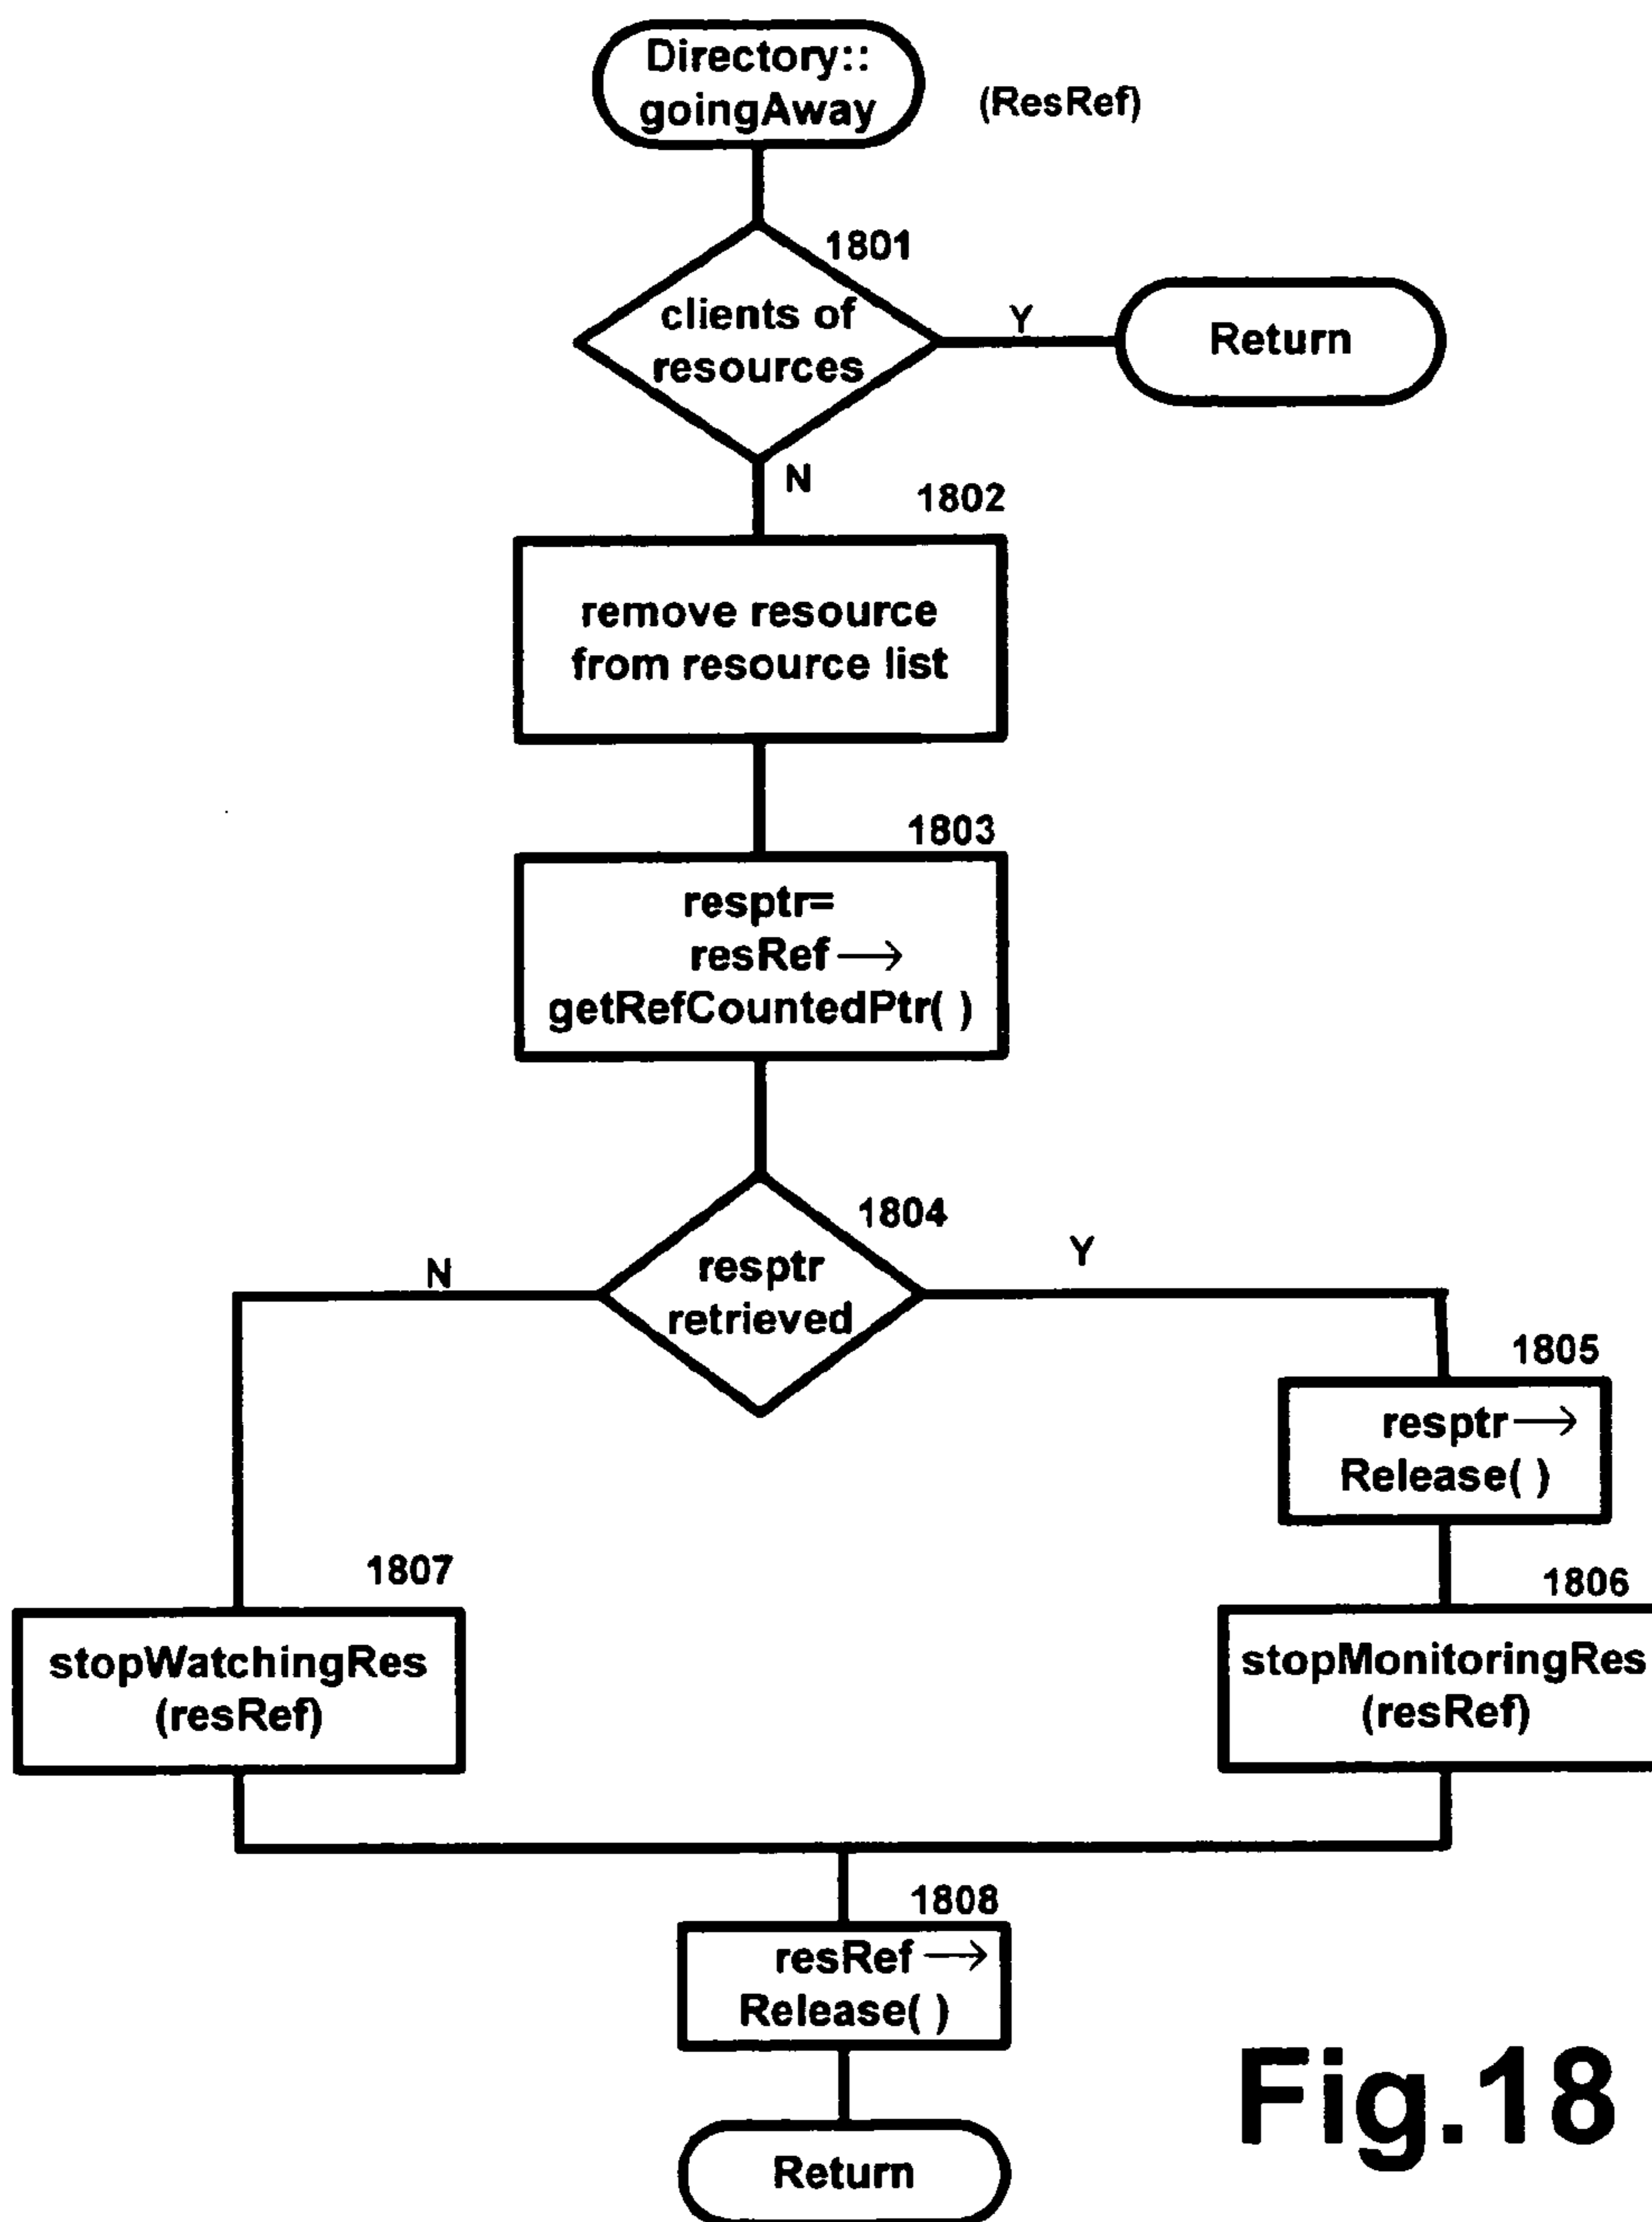 Directory::
goingAway
(ResRef)
1801
clients of
resources
Y
Return
N
1802
remove resource
from resource list
1803
resptr=
resRef→
getRefCountedPtr( )
1804
resptr
retrieved
N
Y
1805
resptr→
Release( )
1807
stopWatchingRes
(resRef)
1806
stopMonitoringRes
(resRef)
1808
resRef→
Release( )
Return
Fig.18